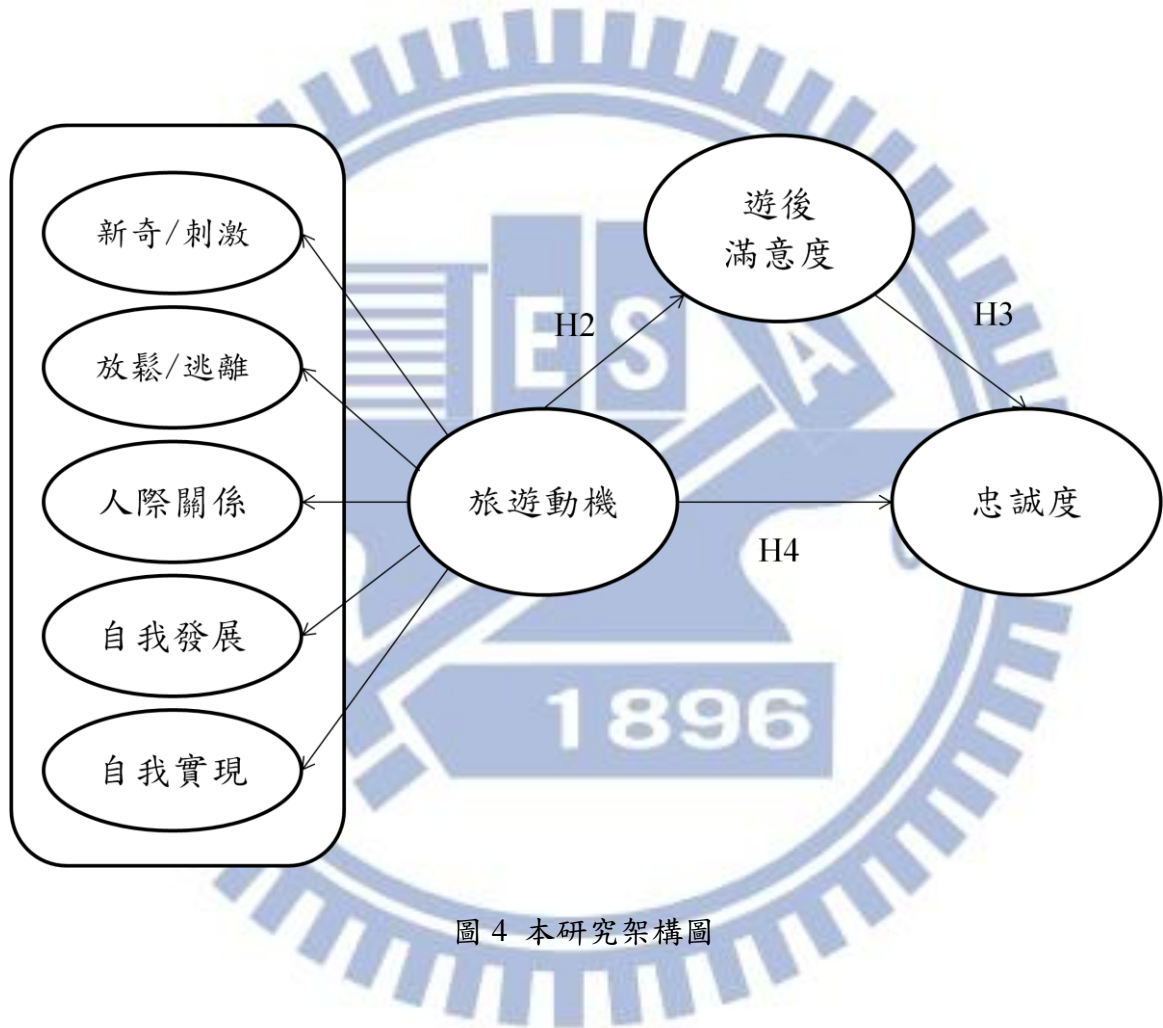 新奇/刺激
放鬆/逃離
人際關係
自我發展
自我實現
旅遊動機
遊後
滿意度
忠誠度
H2
H3
H4
ESA
1896
圖 4 本研究架構圖